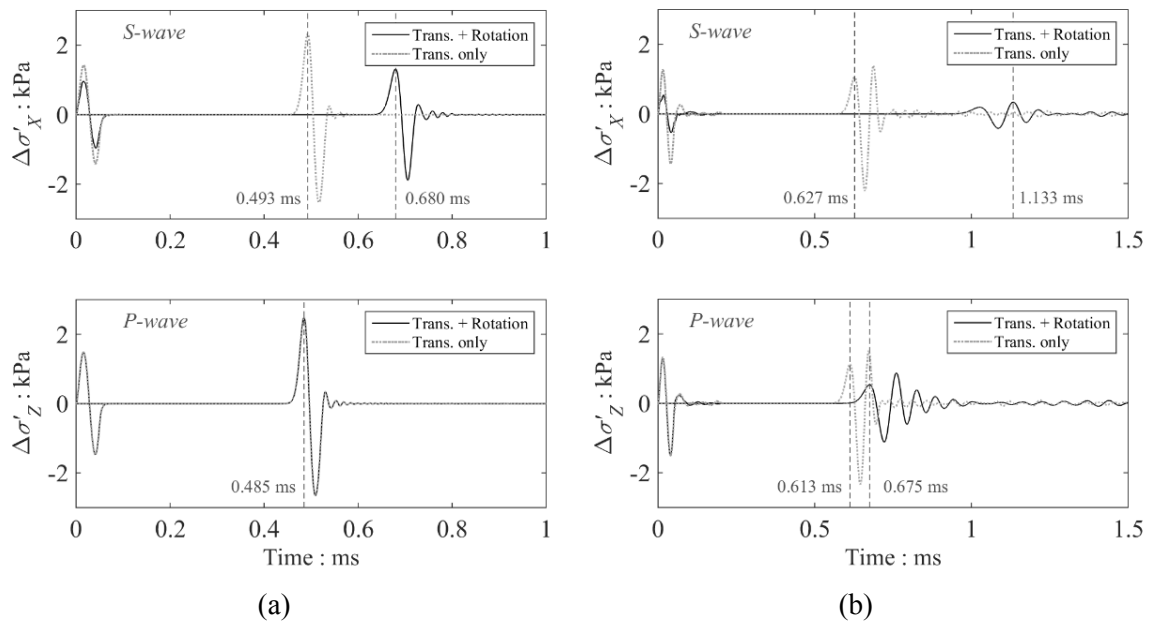 S-wave
Trans. + Rotation
Trans. only
2
0
-2
Δσ′X : kPa
0.493 ms
0.680 ms
0
0.2
0.4
0.6
0.8
1
P-wave
Trans. + Rotation
Trans. only
2
0
-2
Δσ′Z : kPa
0.485 ms
0
0.2
0.4
0.6
0.8
1
Time : ms
(a)
S-wave
Trans. + Rotation
Trans. only
2
0
-2
Δσ′X : kPa
0.627 ms
1.133 ms
0
0.5
1
1.5
P-wave
Trans. + Rotation
Trans. only
2
0
-2
Δσ′Z : kPa
0.613 ms
0.675 ms
0
0.5
1
1.5
Time : ms
(b)